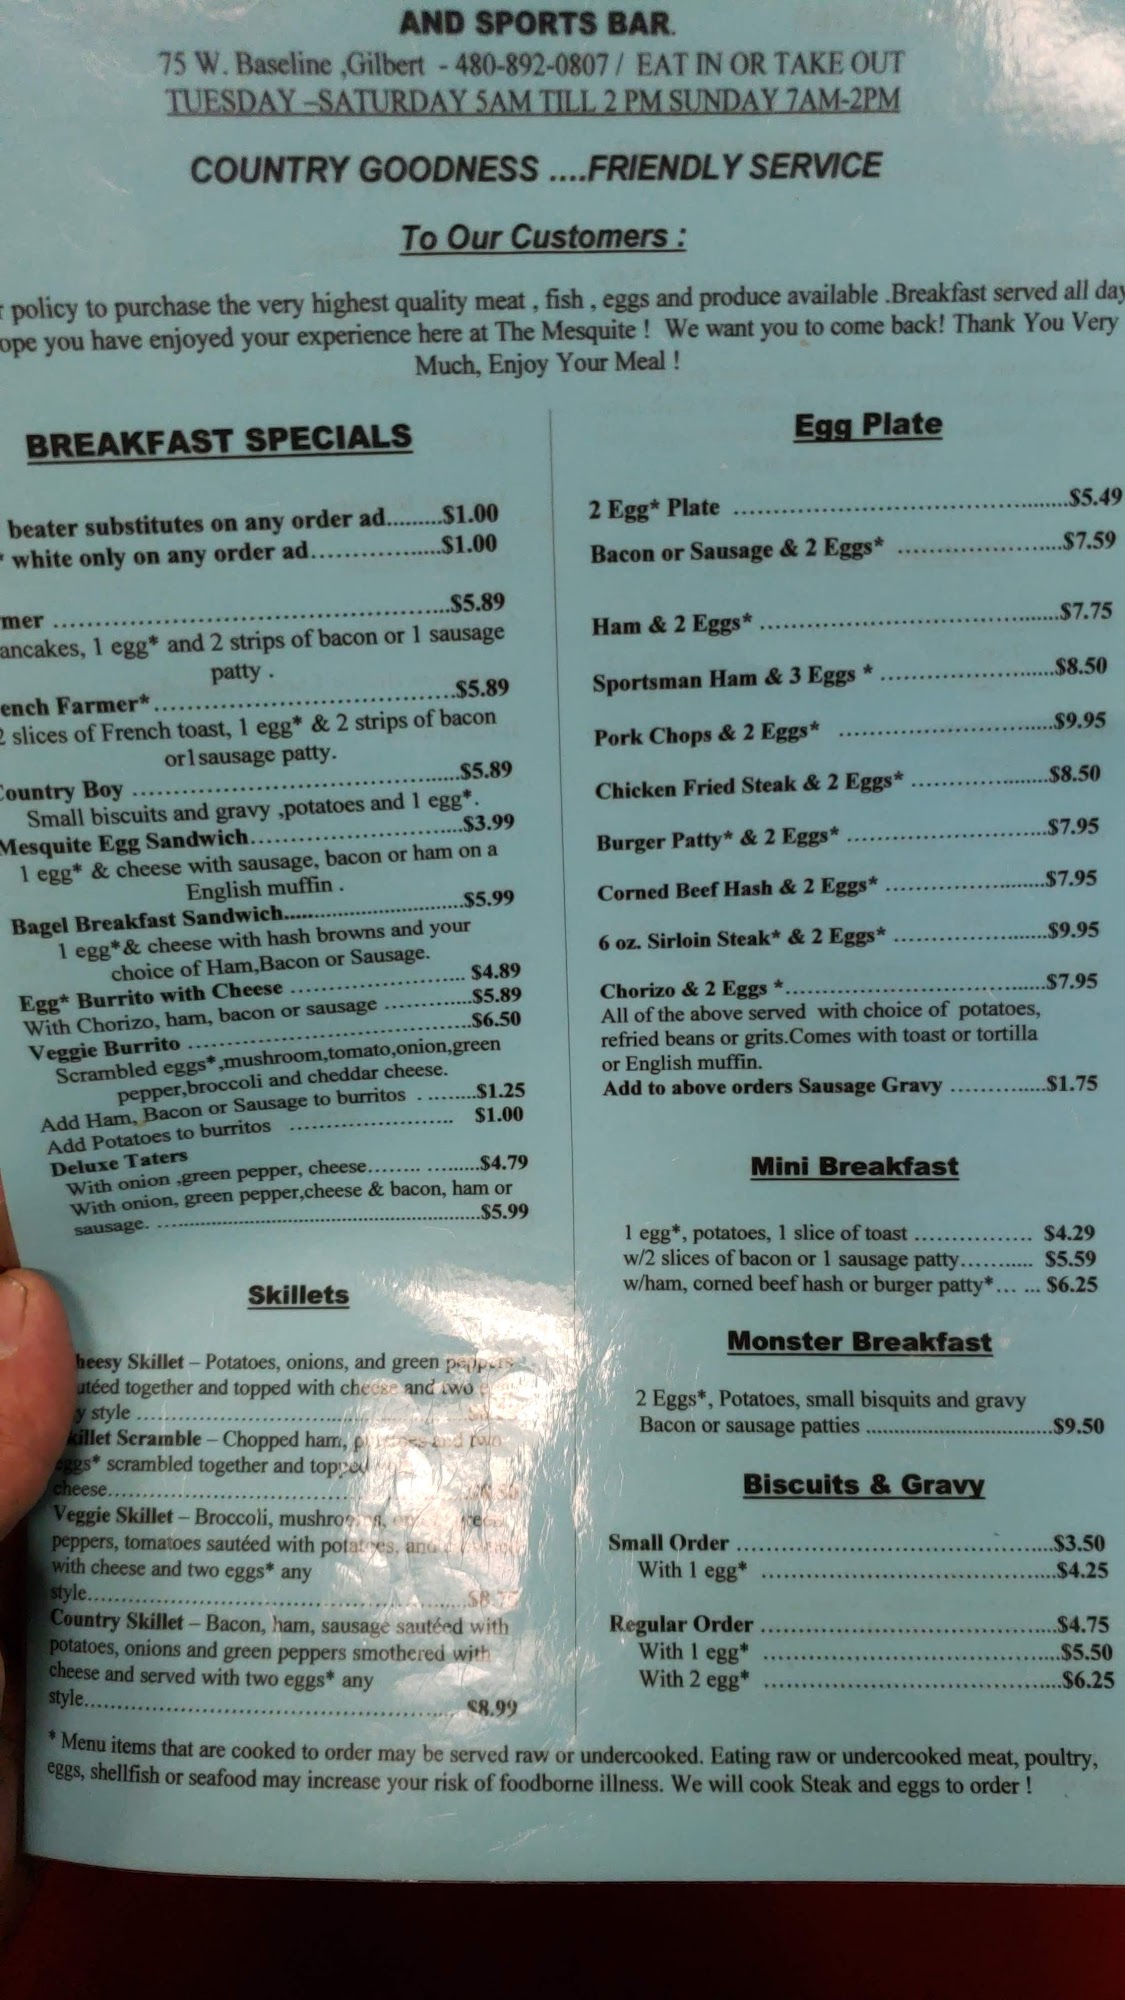 AND SPORTS BAR.
75 W. Baseline ,Gilbert - 480-892-0807 / EAT IN OR TAKE OUT
TUESDAY –SATURDAY 5AM TILL 2 PM SUNDAY 7AM-2PM
COUNTRY GOODNESS ....FRIENDLY SERVICE
To Our Customers :
policy to purchase the very highest quality meat , fish , eggs and produce available .Breakfast served all day
ope you have enjoyed your experience here at The Mesquite ! We want you to come back! Thank You Very
Much, Enjoy Your Meal !
BREAKFAST SPECIALS
beater substitutes on any order ad.........$1.00
* white only on any order ad................$1.00
mer ..........................................$5.89
ancakes, 1 egg* and 2 strips of bacon or 1 sausage
patty .
ench Farmer*................................$5.89
2 slices of French toast, 1 egg* & 2 strips of bacon
or1sausage patty.
Country Boy ..................................$5.89
Small biscuits and gravy ,potatoes and 1 egg*.
Mesquite Egg Sandwich.......................$3.99
1 egg* & cheese with sausage, bacon or ham on a
English muffin .
Bagel Breakfast Sandwich........................$5.99
1 egg*& cheese with hash browns and your
choice of Ham,Bacon or Sausage.
Egg* Burrito with Cheese ................... $4.89
With Chorizo, ham, bacon or sausage ..........$5.89
Veggie Burrito ..............................$6.50
Scrambled eggs*,mushroom,tomato,onion,green
pepper,broccoli and cheddar cheese.
Add Ham, Bacon or Sausage to burritos .........$1.25
Add Potatoes to burritos ..................... $1.00
Deluxe Taters
With onion ,green pepper, cheese........ .........$4.79
With onion, green pepper,cheese & bacon, ham or
sausage. ..................................................$5.99
Skillets
heesy Skillet – Potatoes, onions, and green peppers
utéed together and topped with cheese and two
y style
killet Scramble – Chopped ham, and two
eggs* scrambled together and topped
cheese..........................................
Veggie Skillet – Broccoli, mushrooms,
peppers, tomatoes sautéed with potatoes, and
with cheese and two eggs* any
style..................................................
Country Skillet – Bacon, ham, sausage sautéed with
potatoes, onions and green peppers smothered with
cheese and served with two eggs* any
style.................................................. $8.99
Egg Plate
2 Egg* Plate ..........................................$5.49
Bacon or Sausage & 2 Eggs* .....................$7.59
Ham & 2 Eggs* ......................................$7.75
Sportsman Ham & 3 Eggs * ......................$8.50
Pork Chops & 2 Eggs* ............................$9.95
Chicken Fried Steak & 2 Eggs* .................$8.50
Burger Patty* & 2 Eggs* .........................$7.95
Corned Beef Hash & 2 Eggs* ....................$7.95
6 oz. Sirloin Steak* & 2 Eggs* ...................$9.95
Chorizo & 2 Eggs *.................................$7.95
All of the above served with choice of potatoes,
refried beans or grits.Comes with toast or tortilla
or English muffin.
Add to above orders Sausage Gravy ............$1.75
Mini Breakfast
1 egg*, potatoes, 1 slice of toast ................ $4.29
w/2 slices of bacon or 1 sausage patty........... $5.59
w/ham, corned beef hash or burger patty*... ... $6.25
Monster Breakfast
2 Eggs*, Potatoes, small bisquits and gravy
Bacon or sausage patties ..................................$9.50
Biscuits & Gravy
Small Order ..........................................$3.50
With 1 egg* .......................................$4.25
Regular Order .......................................$4.75
With 1 egg* .......................................$5.50
With 2 egg* .......................................$6.25
* Menu items that are cooked to order may be served raw or undercooked. Eating raw or undercooked meat, poultry,
eggs, shellfish or seafood may increase your risk of foodborne illness. We will cook Steak and eggs to order !